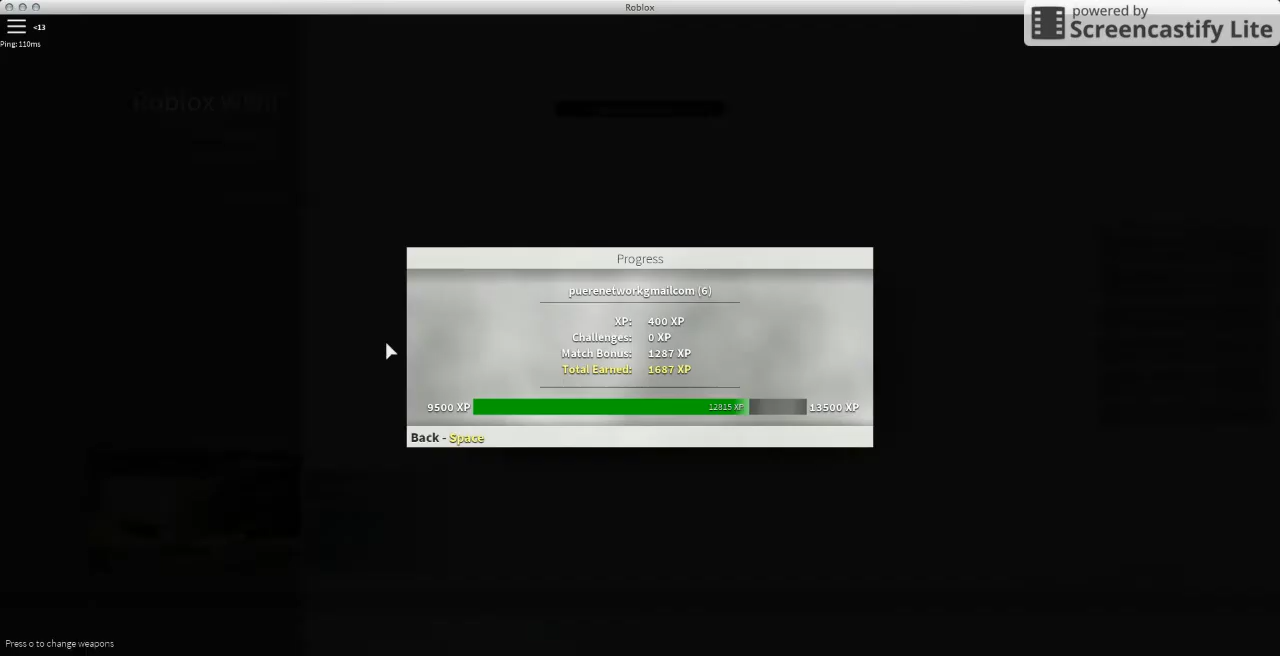 Roblox
powered by
Screencastify Lite
<13
Ping: 110ms
Progress
puerenetworkgmailcom (6)
XP: 400 XP
Challenges: 0 XP
Match Bonus: 1287 XP
Total Earned: 1687 XP
9500 XP 12815 XP 13500 XP
Back - Space
Press o to change weapons